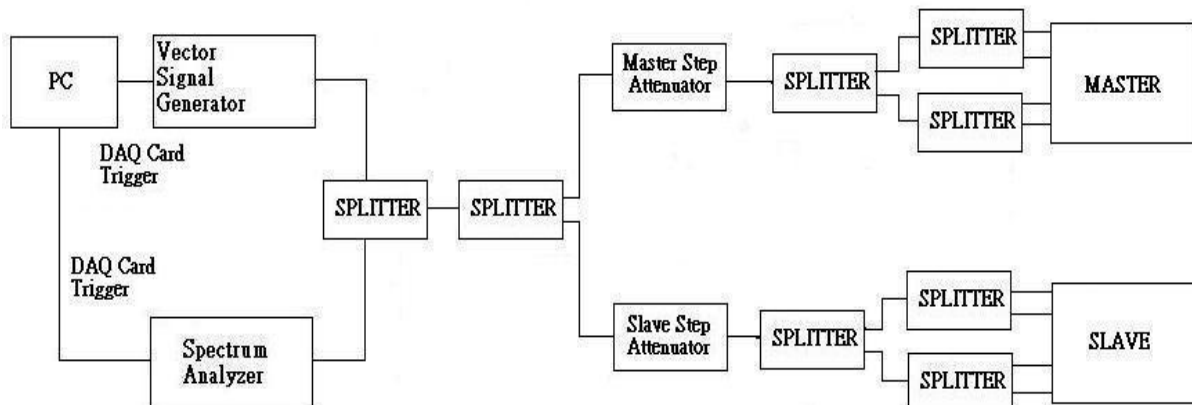 PC
Vector
Signal
Generator
DAQ Card
Trigger
DAQ Card
Trigger
Spectrum
Analyzer
SPLITTER
SPLITTER
Master Step
Attenuator
SPLITTER
SPLITTER
SPLITTER
MASTER
Slave Step
Attenuator
SPLITTER
SPLITTER
SPLITTER
SLAVE